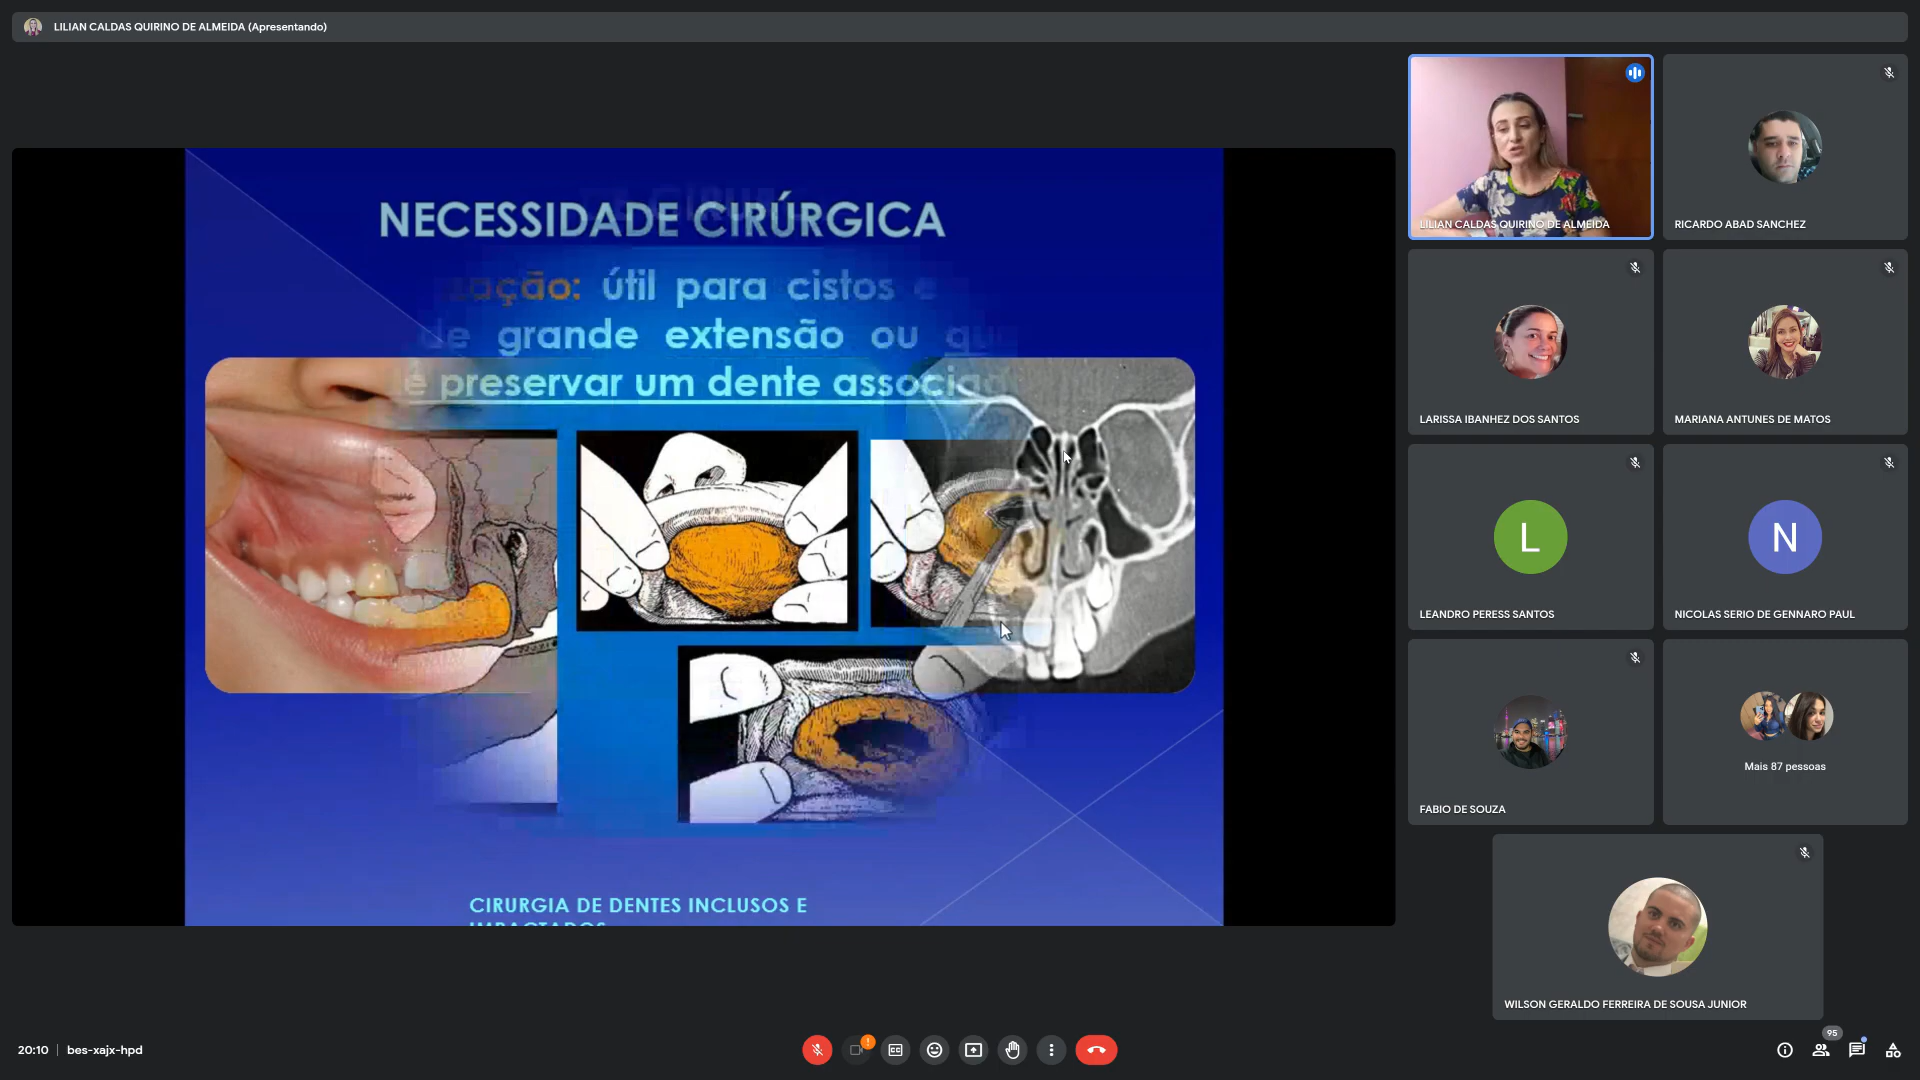 LILIAN CALDAS QUIRINO DE ALMEIDA (Apresentando)
NECESSIDADE CIRÚRGICA
útil para cistos e
de grande extensão ou
e preservar um dente
CIRURGIA DE DENTES INCLUSOS E
IMPACTADOS
LILIAN CALDAS QUIRINO DE ALMEIDA
RICARDO ABAD SANCHEZ
LARISSA IBANHEZ DOS SANTOS
MARIANA ANTUNES DE MATOS
L
N
LEANDRO PERESS SANTOS
NICOLAS SERIO DE GENNARO PAUL
Mais 87 pessoas
FABIO DE SOUZA
WILSON GERALDO FERREIRA DE SOUSA JUNIOR
20:10 | bes-xajx-hpd
95